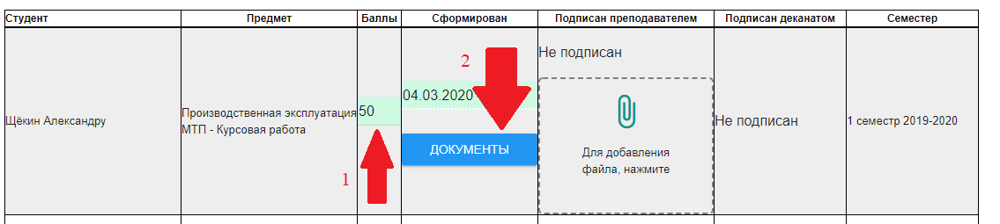 Студент Предмет Баллы Сформирован Подписан преподавателем Подписан деканатом Семестр
2
Не подписан
04.03.2020
Щёкин Александру
Производственная эксплуатация
МТП - Курсовая работа
50
Не подписан
1 семестр 2019-2020
ДОКУМЕНТЫ
Для добавления
файла, нажмите
1